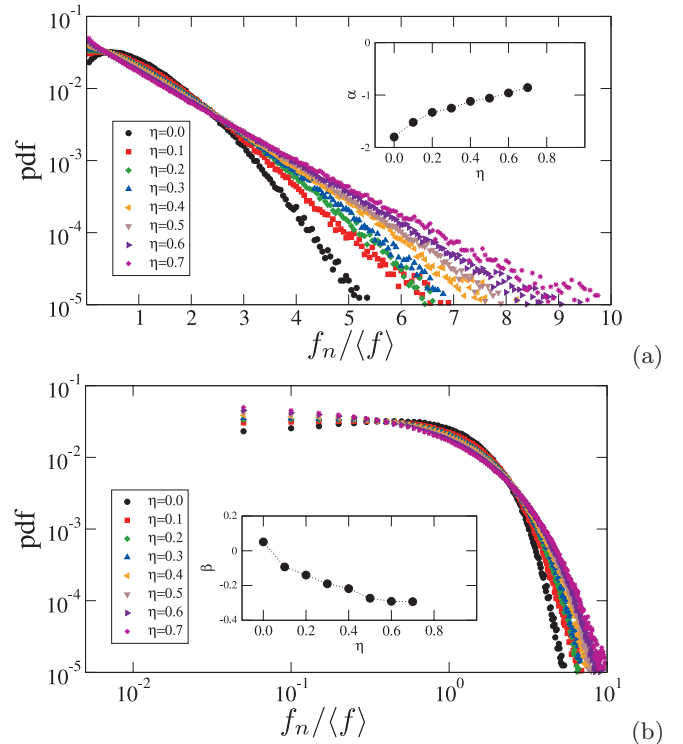 10^-1
10^-2
10^-3
10^-4
10^-5
pdf
η=0.0
η=0.1
η=0.2
η=0.3
η=0.4
η=0.5
η=0.6
η=0.7
0
-1
-2
α
0.0 0.2 0.4 0.6 0.8
η
1 2 3 4 5 6 7 8 9 10
f_n/⟨f⟩
(a)
10^-1
10^-2
10^-3
10^-4
10^-5
pdf
η=0.0
η=0.1
η=0.2
η=0.3
η=0.4
η=0.5
η=0.6
η=0.7
0.2
0
-0.2
-0.4
β
0.0 0.2 0.4 0.6 0.8
η
10^-2 10^-1 10^0 10^1
f_n/⟨f⟩
(b)